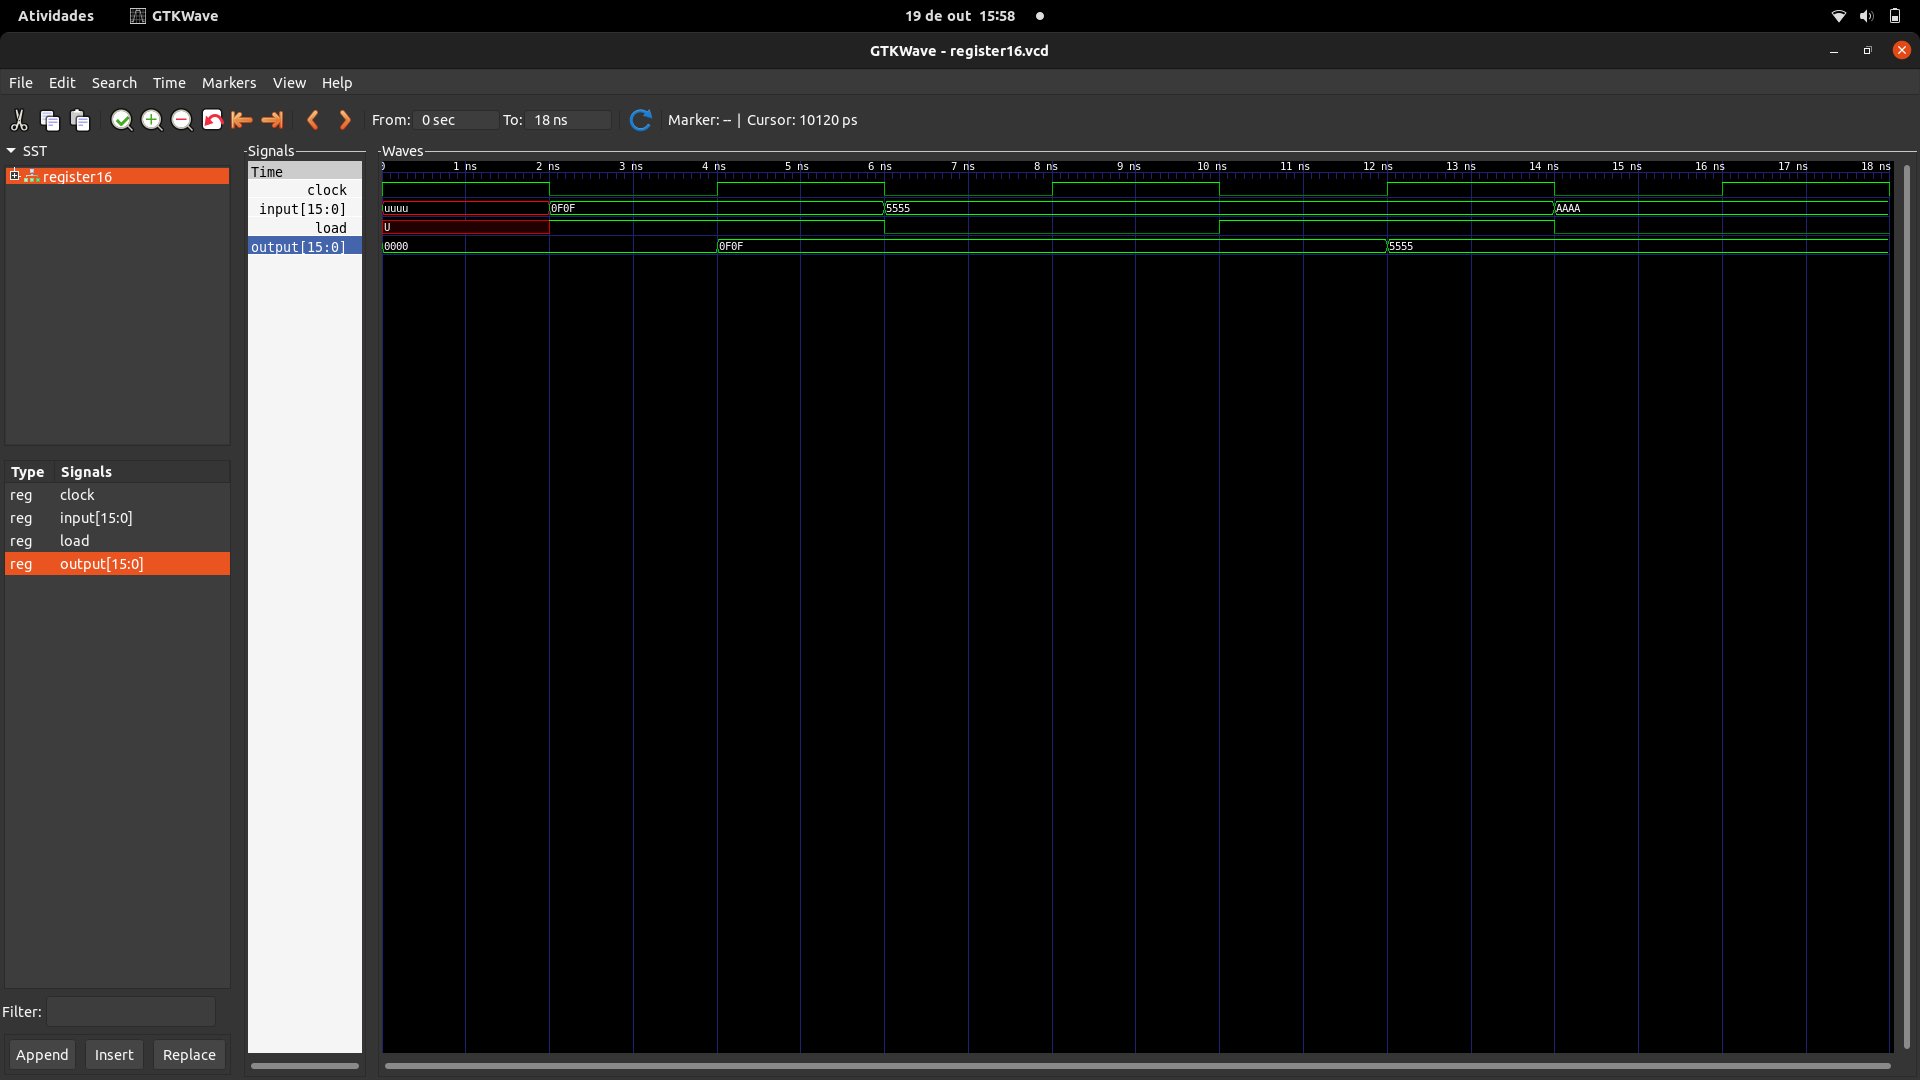 Atividades GTKWave 19 de out 15:58
GTKWave - register16.vcd
File Edit Search Time Markers View Help
From: 0 sec To: 18 ns Marker: -- | Cursor: 10120 ps
SST
register16
Type Signals
reg clock
reg input[15:0]
reg load
reg output[15:0]
Filter:
Append Insert Replace
Signals
Time
clock
input[15:0]
load
output[15:0]
Waves
0 1 ns 2 ns 3 ns 4 ns 5 ns 6 ns 7 ns 8 ns 9 ns 10 ns 11 ns 12 ns 13 ns 14 ns 15 ns 16 ns 17 ns 18 ns
uuuu 0F0F 5555 AAAA
U
0000 0F0F 5555